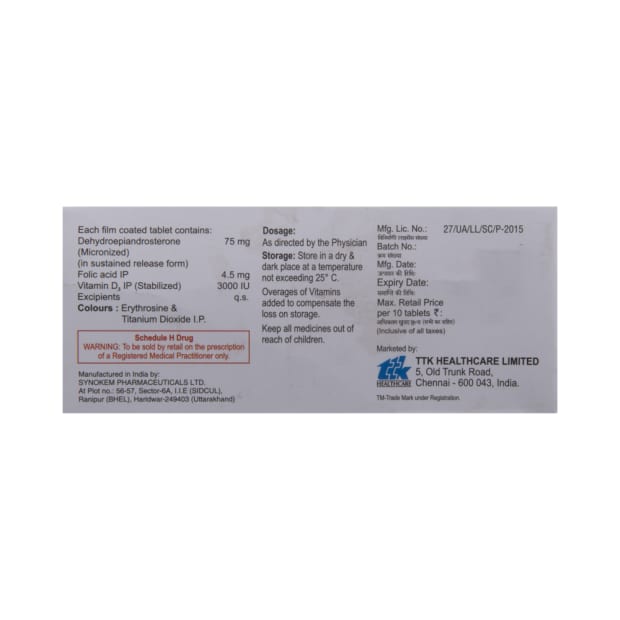 Each film coated tablet contains:
Dehydroepiandrosterone 75 mg
(Micronized)
(in sustained release form)
Folic acid IP 4.5 mg
Vitamin D₃ IP (Stabilized) 3000 IU
Excipients q.s.
Colours : Erythrosine &
Titanium Dioxide I.P.
Schedule H Drug
WARNING: To be sold by retail on the prescription
of a Registered Medical Practitioner only.
Manufactured in India by:
SYNOKEM PHARMACEUTICALS LTD.
At Plot no.: 56-57, Sector-6A, I.I.E (SIDCUL),
Ranipur (BHEL), Haridwar-249403 (Uttarakhand)
Dosage:
As directed by the Physician
Storage: Store in a dry &
dark place at a temperature
not exceeding 25° C.
Overages of Vitamins
added to compensate the
loss on storage.
Keep all medicines out of
reach of children.
Mfg. Lic. No.: 27/UA/LL/SC/P-2015
विनिर्माण लाइसेंस संख्या
Batch No.:
बैच संख्या
Mfg. Date:
उत्पादन की तिथि:
Expiry Date:
समाप्ति की तिथि:
Max. Retail Price
per 10 tablets ₹:
(Inclusive of all taxes)
Marketed by:
ttk
HEALTHCARE
TTK HEALTHCARE LIMITED
5, Old Trunk Road,
Chennai - 600 043, India.
TM-Trade Mark under Registration.